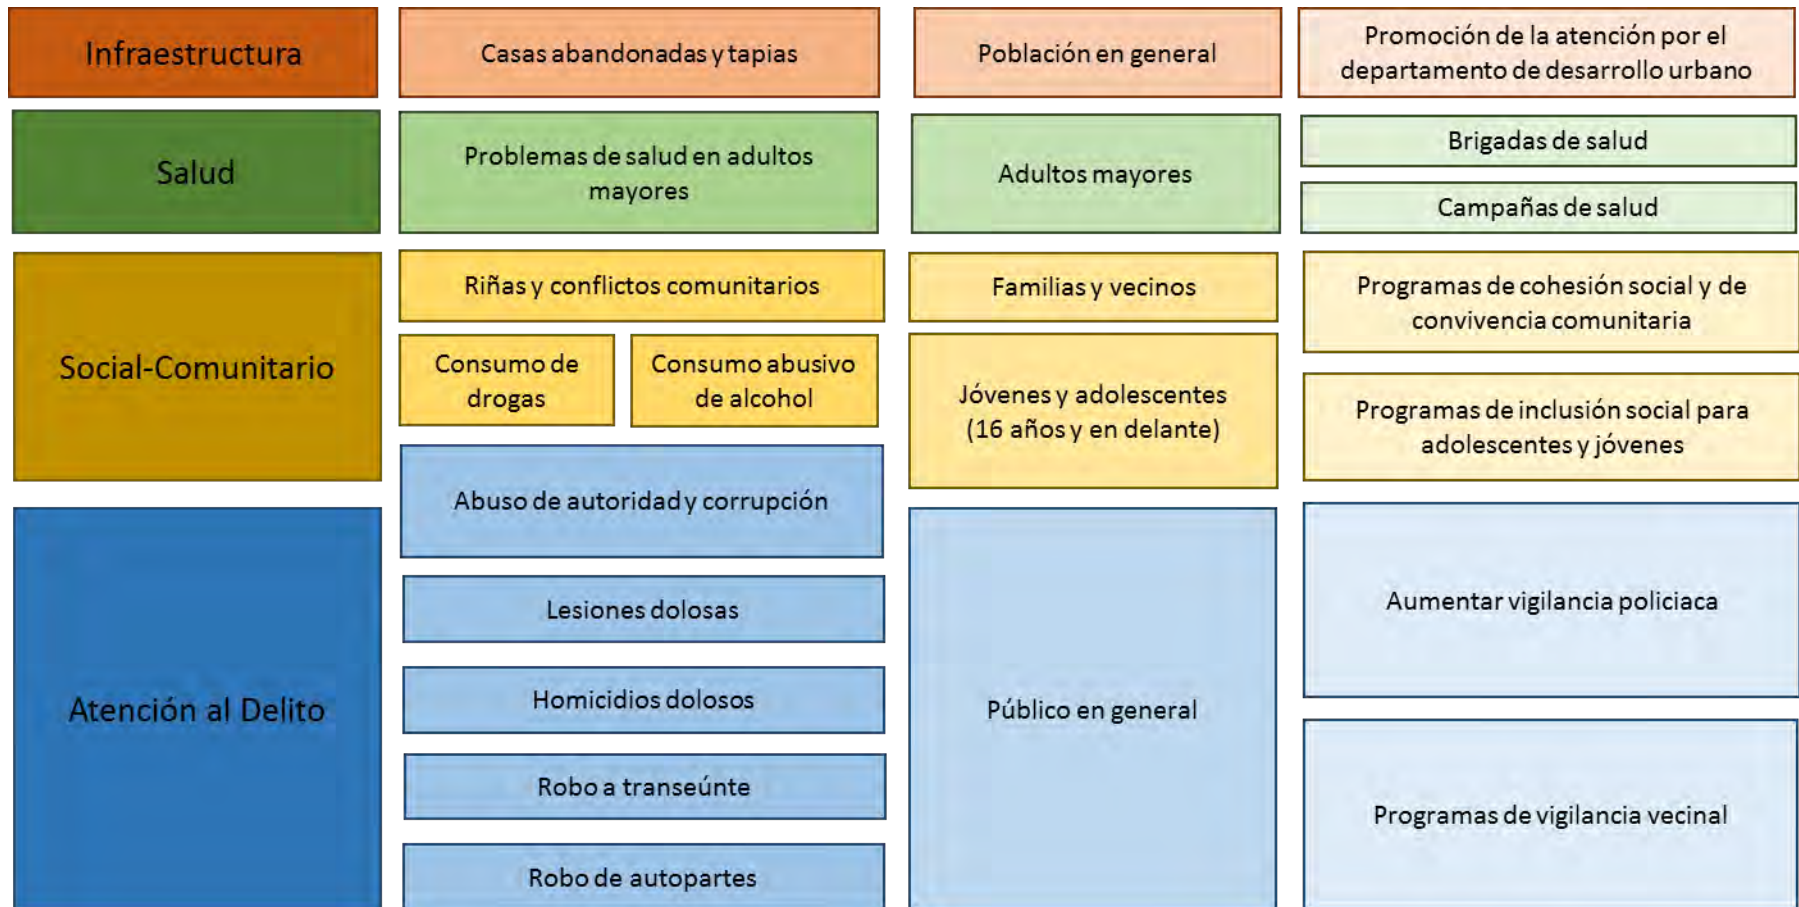 Infraestructura
Casas abandonadas y tapias
Población en general
Promoción de la atención por el
departamento de desarrollo urbano
Salud
Problemas de salud en adultos
mayores
Adultos mayores
Brigadas de salud
Campañas de salud
Social-Comunitario
Riñas y conflictos comunitarios
Consumo de
drogas
Consumo abusivo
de alcohol
Familias y vecinos
Jóvenes y adolescentes
(16 años y en delante)
Programas de cohesión social y de
convivencia comunitaria
Programas de inclusión social para
adolescentes y jóvenes
Atención al Delito
Abuso de autoridad y corrupción
Lesiones dolosas
Homicidios dolosos
Robo a transeúnte
Robo de autopartes
Público en general
Aumentar vigilancia policiaca
Programas de vigilancia vecinal